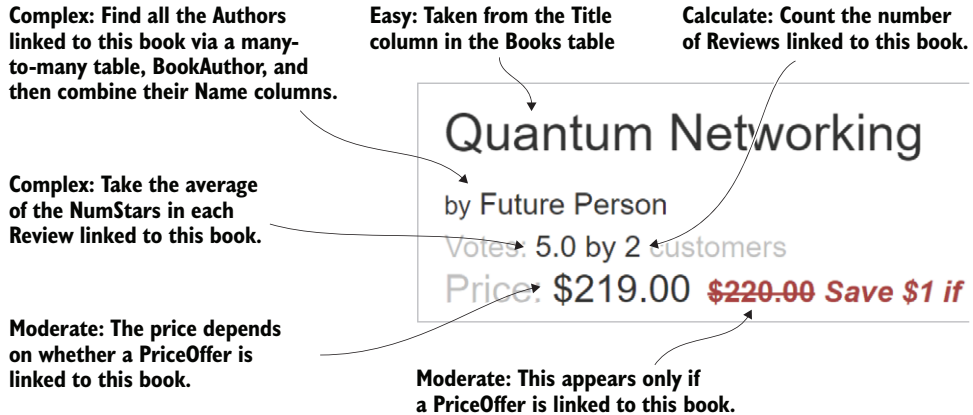 Complex: Find all the Authors
linked to this book via a many-
to-many table, BookAuthor, and
then combine their Name columns.
Easy: Taken from the Title
column in the Books table
Calculate: Count the number
of Reviews linked to this book.
Quantum Networking
by Future Person
Votes: 5.0 by 2 customers
Price: $219.00 $220.00 Save $1 if
Complex: Take the average
of the NumStars in each
Review linked to this book.
Moderate: The price depends
on whether a PriceOffer is
linked to this book.
Moderate: This appears only if
a PriceOffer is linked to this book.